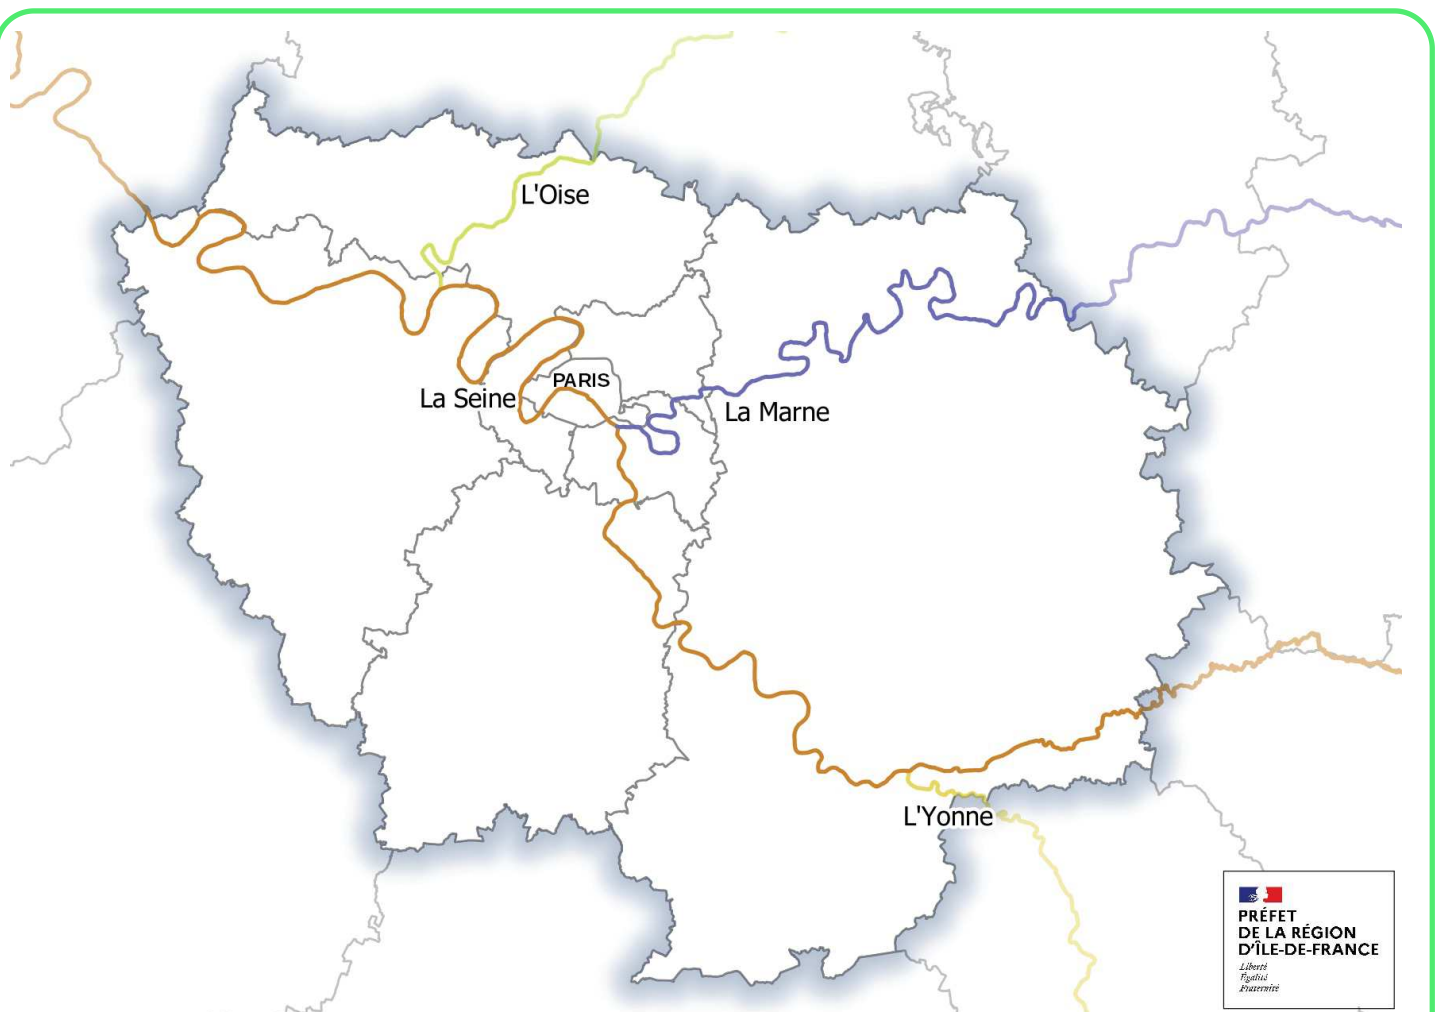 L'Oise
PARIS
La Seine
La Marne
L'Yonne
PRÉFET
DE LA RÉGION
D'ÎLE-DE-FRANCE
Liberté
Égalité
Fraternité